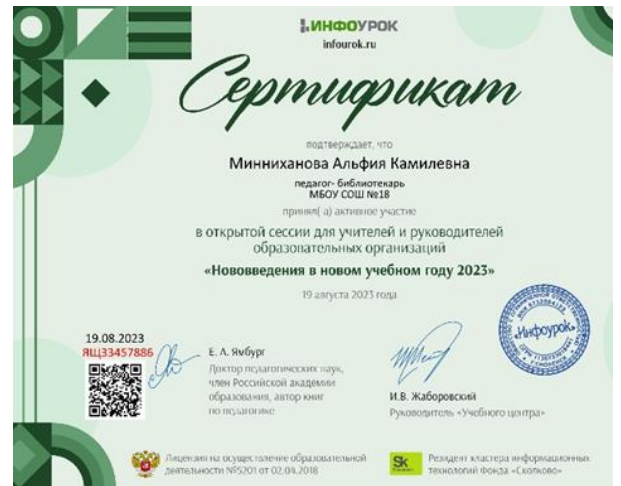 ИНФОУРОК
infourok.ru
Сертификат
подтверждает, что
Минниханова Альфия Камилевна
педагог- библиотекарь
МБОУ СОШ №18
принял( а) активное участие
в открытой сессии для учителей и руководителей
образовательных организаций
«Нововведения в новом учебном году 2023»
19 августа 2023 года
19.08.2023
ЯЩ33457886
Е. А. Ямбург
Доктор педагогических наук,
член Российской академии
образования, автор книг
по педагогике
«Инфоурок»
И.В. Жаборовский
Руководитель «Учебного центра»
Лицензия на осуществление образовательной
деятельности №5201 от 02.04.2018
Sk
Резидент кластера информационных
технологий Фонда «Сколково»